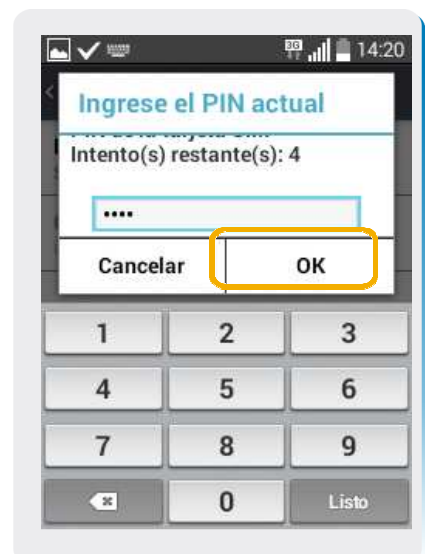 3G 14:20
Ingrese el PIN actual
Intento(s) restante(s): 4
••••
Cancelar OK
1 2 3
4 5 6
7 8 9
0 Listo